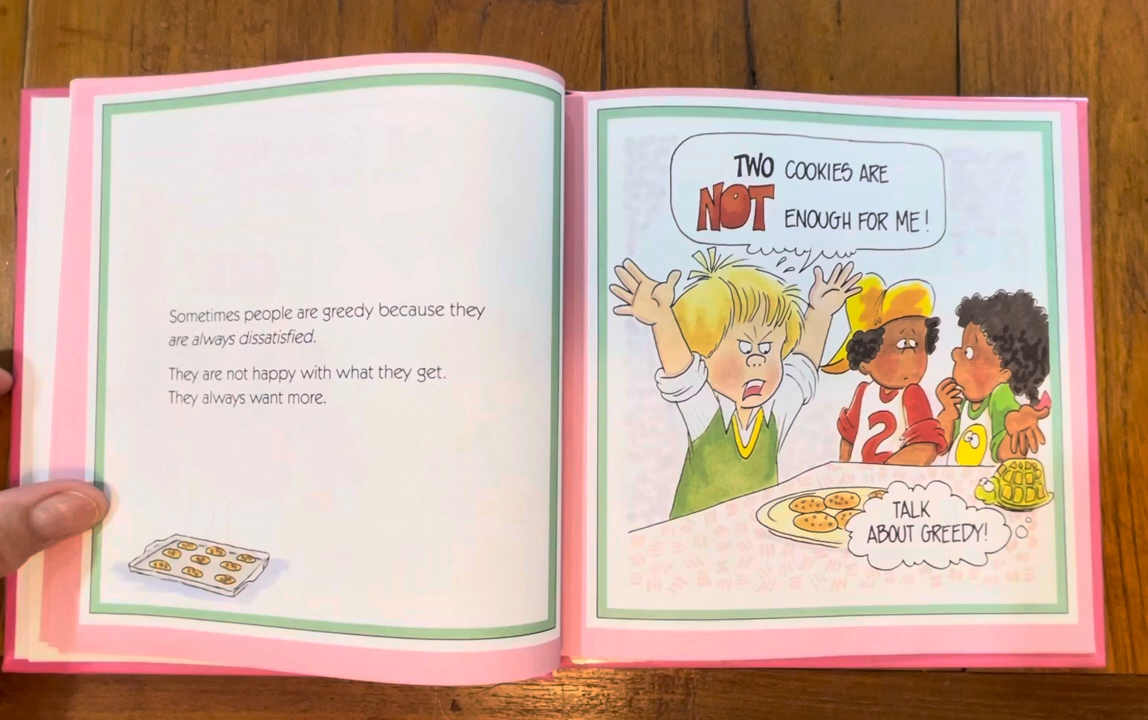 Sometimes people are greedy because they
are always dissatisfied.
They are not happy with what they get.
They always want more.
TWO COOKIES ARE
NOT ENOUGH FOR ME!
2
TALK
ABOUT GREEDY!